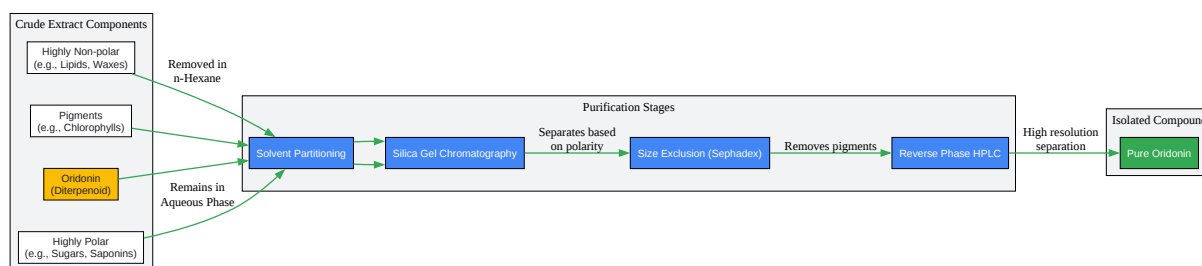 Crude Extract Components
Highly Non-polar
(e.g., Lipids, Waxes)
Removed in
n-Hexane
Pigments
(e.g., Chlorophylls)
Oridonin
(Diterpenoid)
Remains in
Aqueous Phase
Highly Polar
(e.g., Sugars, Saponins)
Purification Stages
Solvent Partitioning
Silica Gel Chromatography
Separates based
on polarity
Size Exclusion (Sephadex)
Removes pigments
Reverse Phase HPLC
High resolution
separation
Isolated Compound
Pure Oridonin